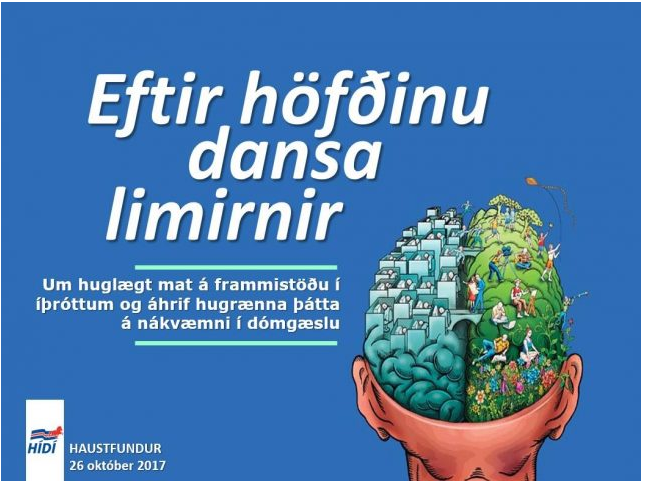 Eftir höfðinu
dansa
limirnir
Um huglægt mat á frammistöðu í
íþróttum og áhrif hugrænna þátta
á nákvæmni í dómgæslu
HÍDÍ
HAUSTFUNDUR
26 október 2017